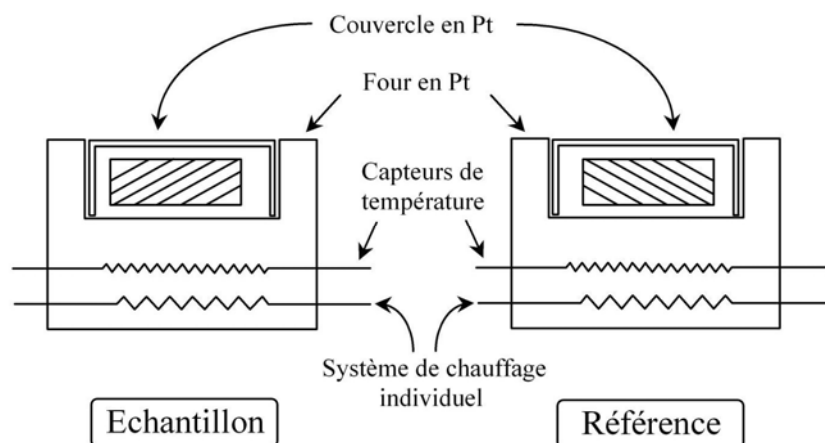 Couvercle en Pt
Four en Pt
Capteurs de
température
Système de chauffage
individuel
Echantillon
Référence